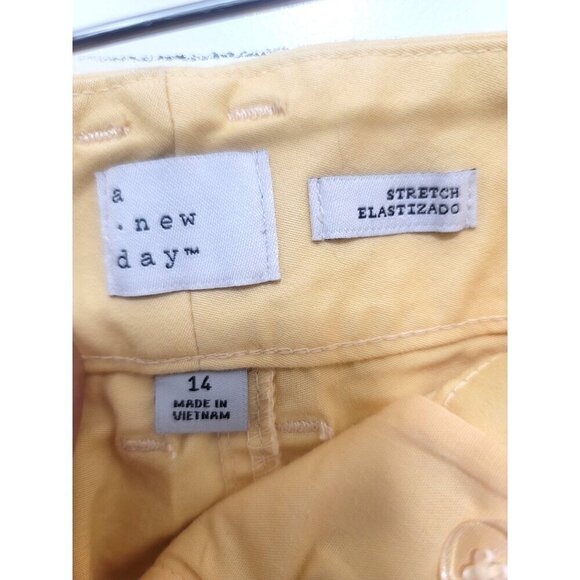 a
. new
day™
STRETCH
ELASTIZADO
14
MADE IN
VIETNAM